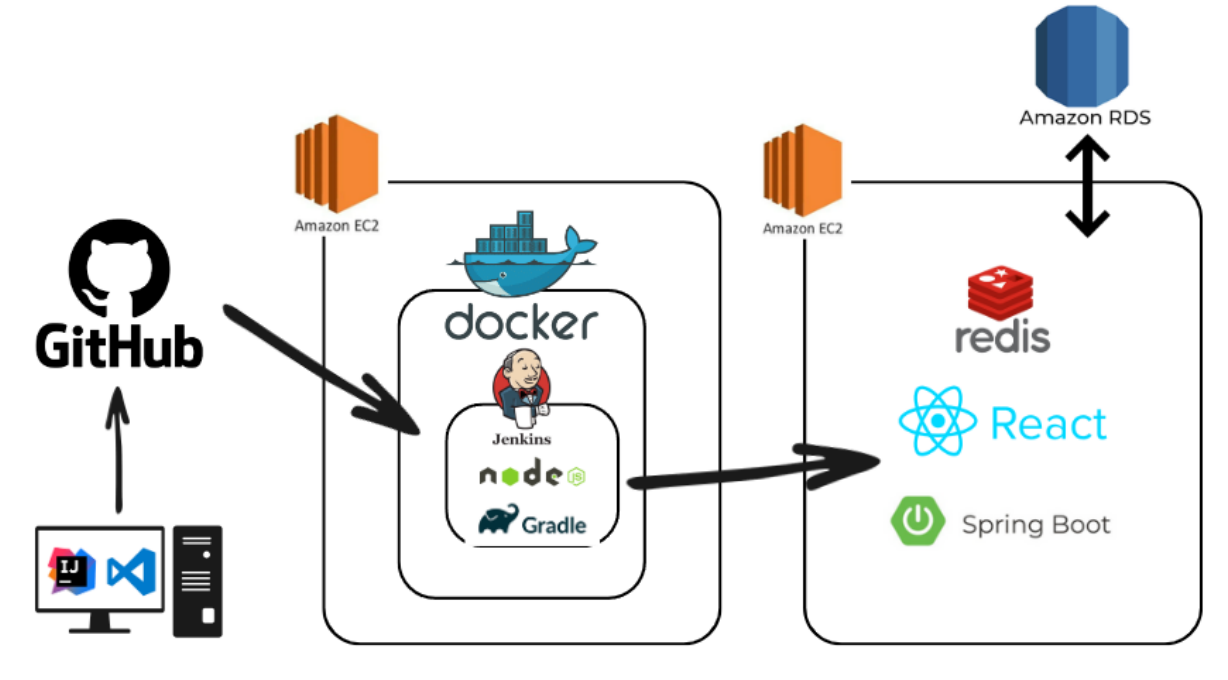 Amazon RDS
Amazon EC2
Amazon EC2
docker
GitHub
redis
Jenkins
React
node JS
Gradle
Spring Boot
IJ